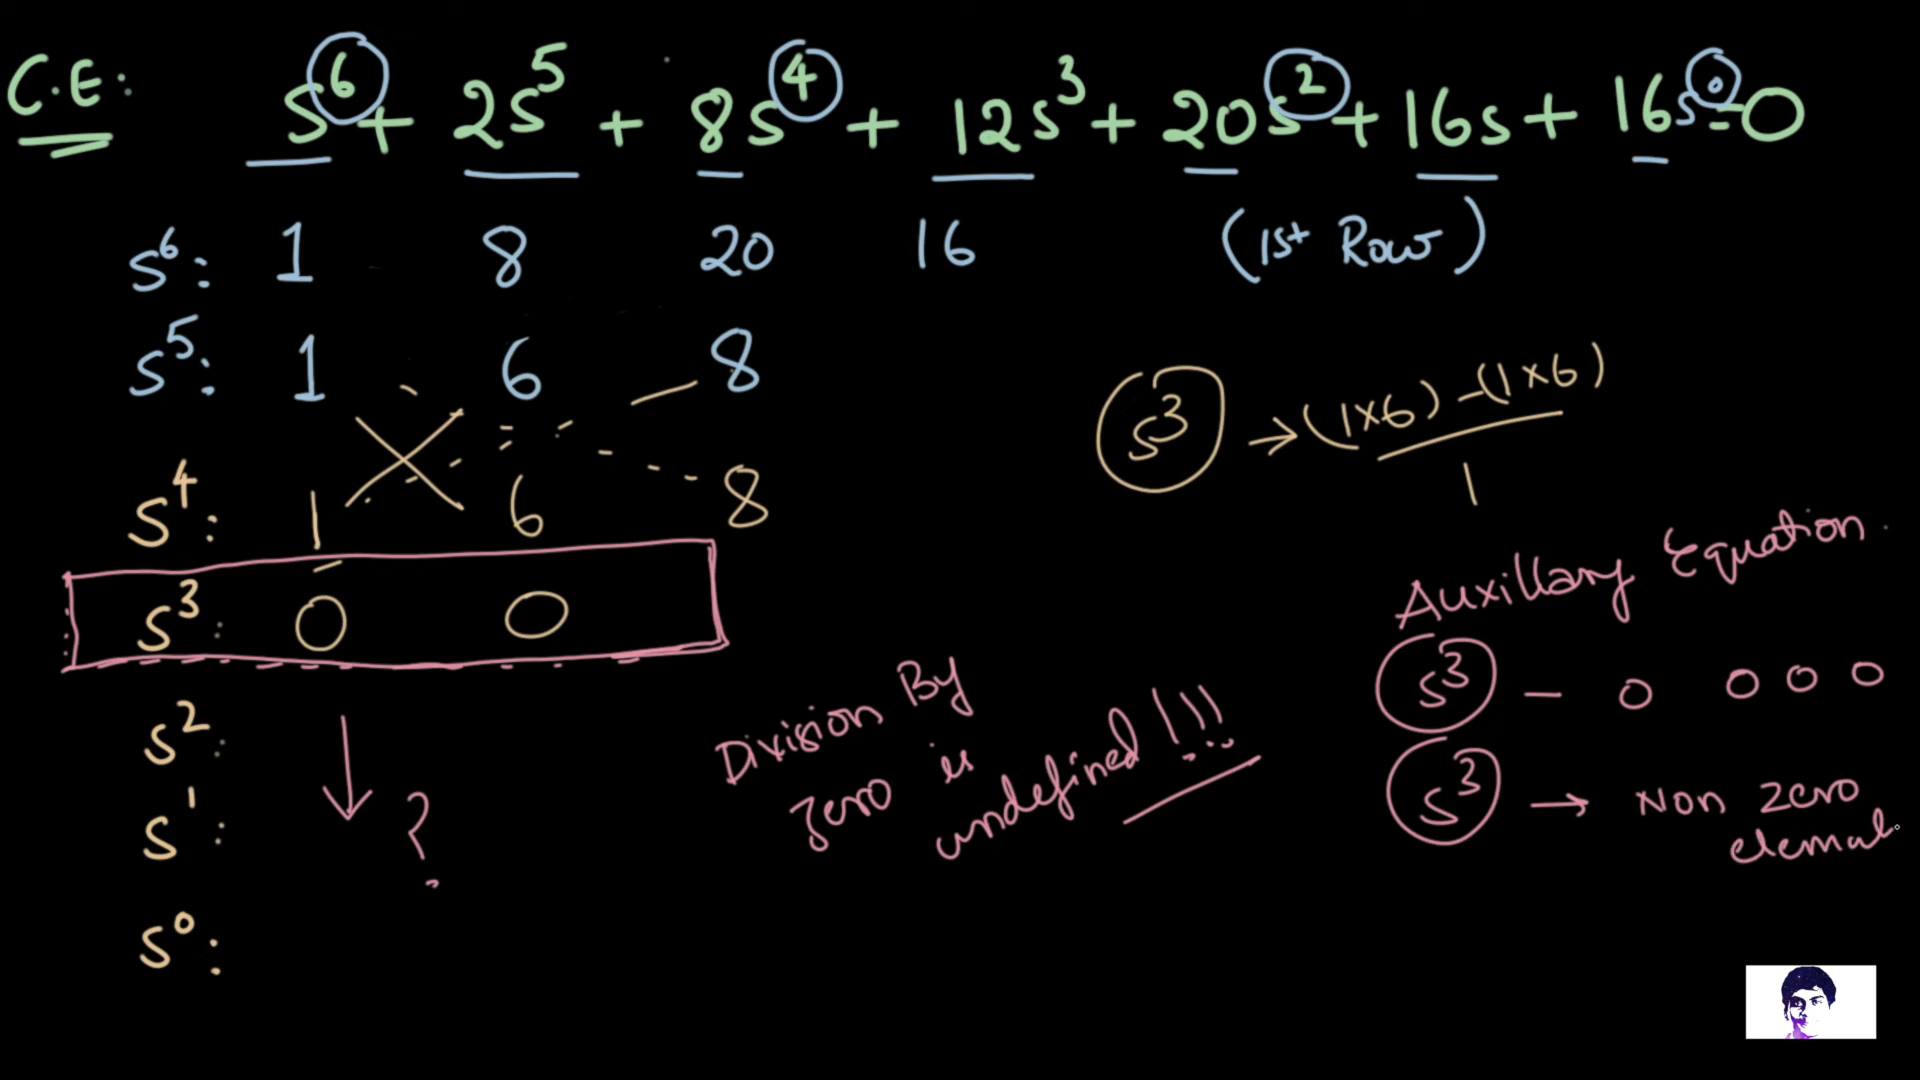 C.E: s⁶ + 2s⁵ + 8s⁴ + 12s³ + 20s² + 16s + 16s⁰ = 0
s⁶: 1 8 20 16 (1st Row)
s⁵: 1 6 8
s³ → (1×6) - (1×6)
1
s⁴: 1 6 8
Auxillary Equation
s³: 0 0
s³ - 0 0 0 0
Division By
zero is
undefined !!!
s³ → Non zero
s²:
s¹:
?
s⁰: